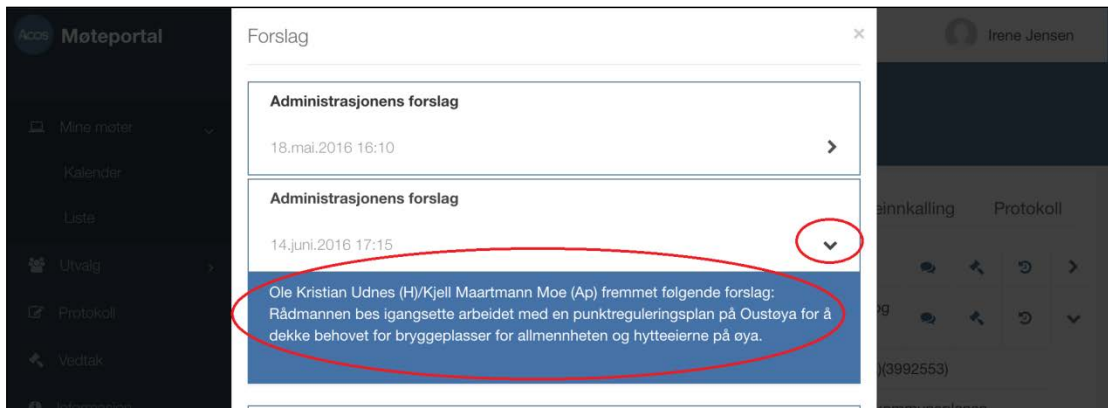 Acos Møteportal
Forslag
×
Irene Jensen
Administrasjonens forslag
18.mai.2016 16:10
Mine møter
Kalender
Liste
Utvalg
Protokoll
Vedtak
Informasjon
Administrasjonens forslag
14.juni.2016 17:15
Ole Kristian Udnes (H)/Kjell Maartmann Moe (Ap) fremmet følgende forslag:
Rådmannen bes igangsette arbeidet med en punktreguleringsplan på Oustøya for å
dekke behovet for bryggeplasser for allmennheten og hytteeierne på øya.
einnkalling
Protokoll
og
)(3992553)